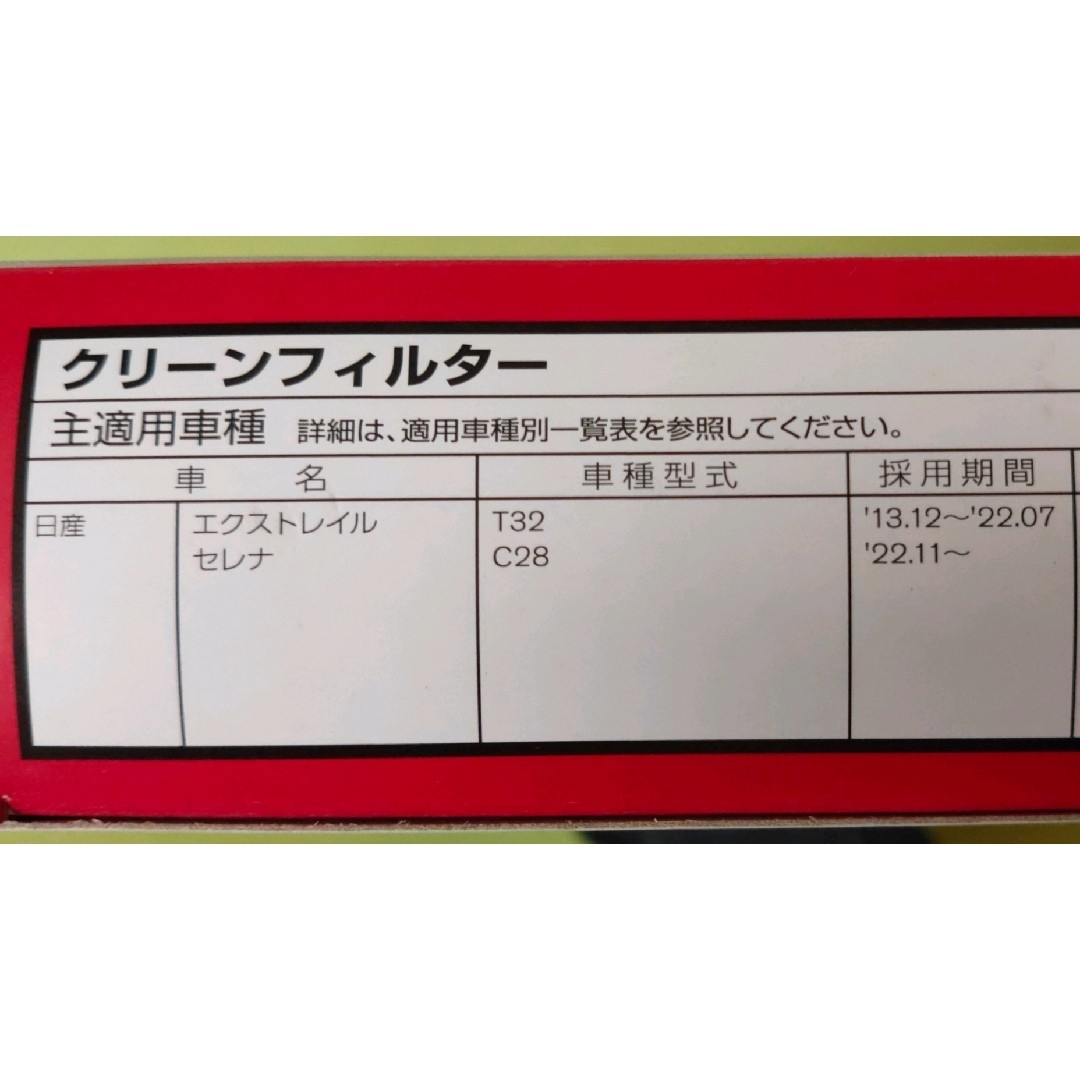 クリーンフィルター
主適用車種 詳細は、適用車種別一覧表を参照してください。
車名 車種型式 採用期間
日産 エクストレイル T32 '13.12～'22.07
セレナ C28 '22.11～